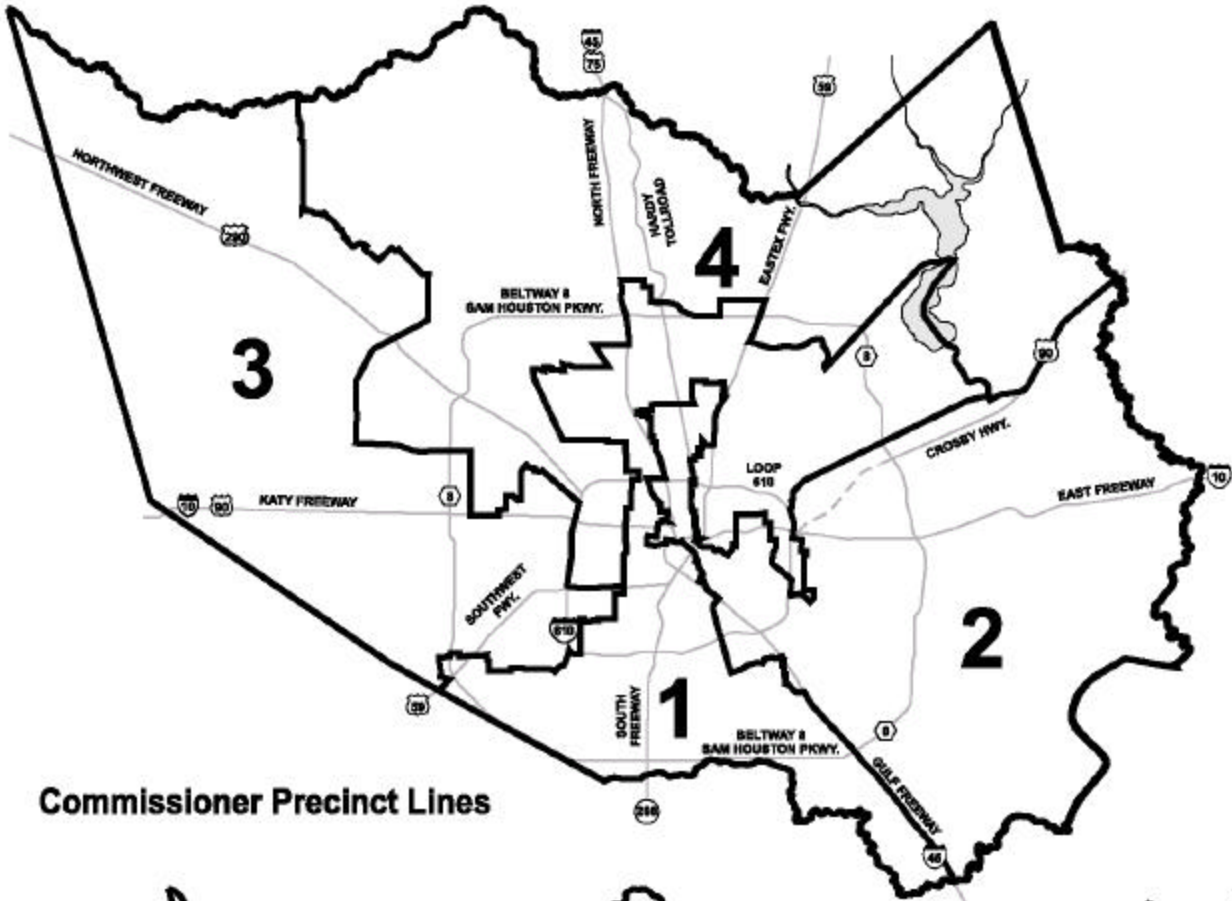 45
75
59
NORTHWEST FREEWAY
NORTH FREEWAY
HARDY
TOLLROAD
EASTEX FWY.
290
4
BELTWAY 8
SAM HOUSTON PKWY.
3
8
90
CROSBY HWY.
LOOP
610
EAST FREEWAY
10
10
90
KATY FREEWAY
8
SOUTHWEST
FWY.
610
2
59
1
SOUTH
FREEWAY
8
BELTWAY 8
SAM HOUSTON PKWY.
GULF FREEWAY
Commissioner Precinct Lines
288
45